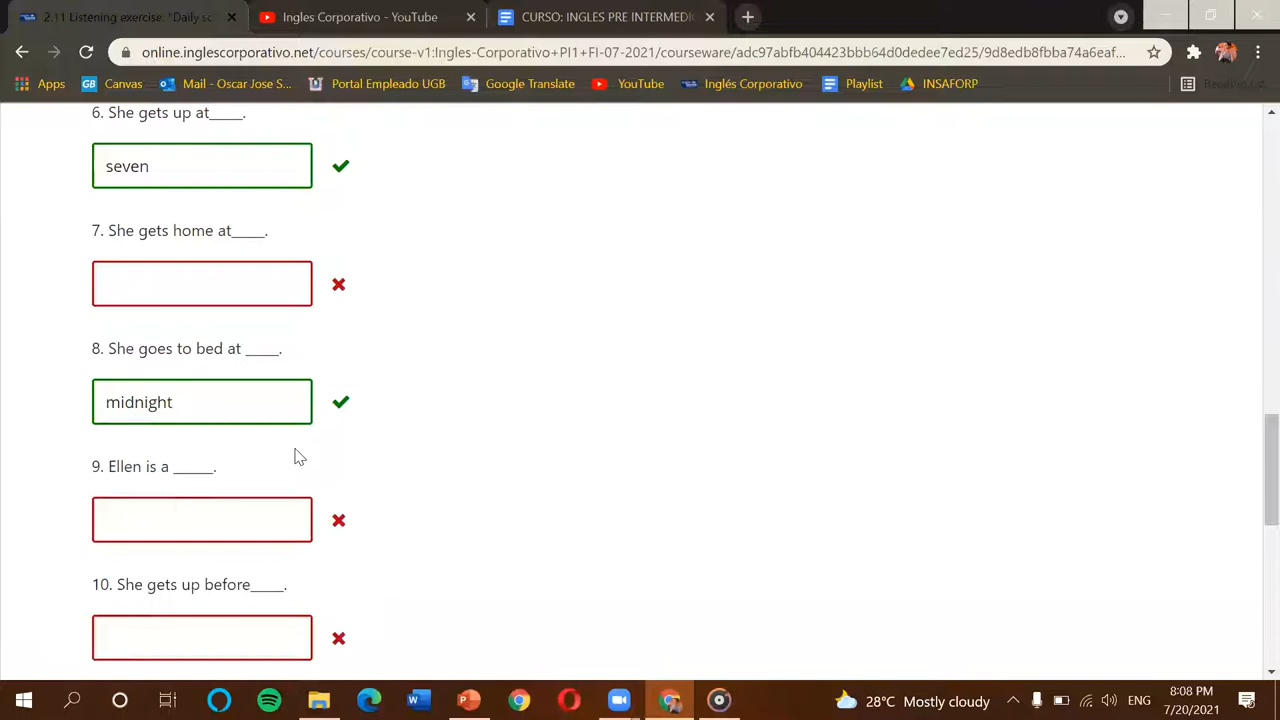 2.11 Listening exercise: "Daily sc
Ingles Corporativo - YouTube
CURSO: INGLES PRE INTERMEDI
online.inglescorporativo.net/courses/course-v1:Ingles-Corporativo+PI1+FI-07-2021/courseware/adc97abfb404423bbb64d0dedee7ed25/9d8edb8fbba74a6eaf...
Apps
Canvas
Mail - Oscar Jose S...
Portal Empleado UGB
Google Translate
YouTube
Inglés Corporativo
Playlist
INSAFORP
Reading List
6. She gets up at____.
seven
7. She gets home at____.
8. She goes to bed at ____.
midnight
9. Ellen is a _____.
10. She gets up before____.
28°C Mostly cloudy
ENG
8:08 PM
7/20/2021